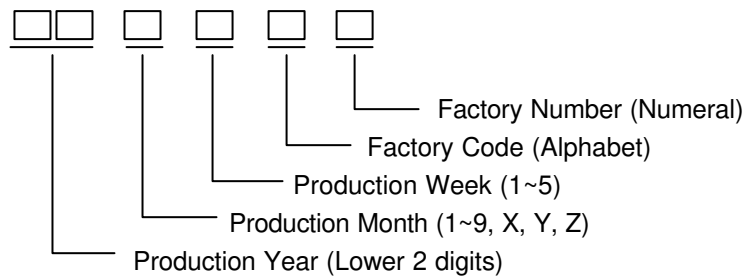 Factory Number (Numeral)
Factory Code (Alphabet)
Production Week (1~5)
Production Month (1~9, X, Y, Z)
Production Year (Lower 2 digits)